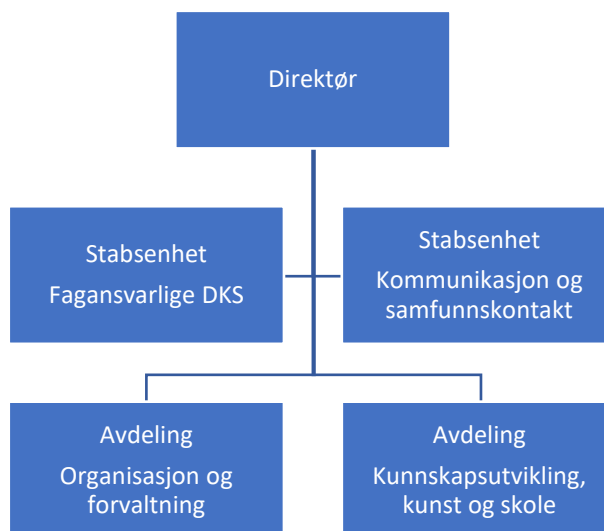 Direktør
Stabsenhet
Fagansvarlige DKS
Stabsenhet
Kommunikasjon og
samfunnskontakt
Avdeling
Organisasjon og
forvaltning
Avdeling
Kunnskapsutvikling,
kunst og skole